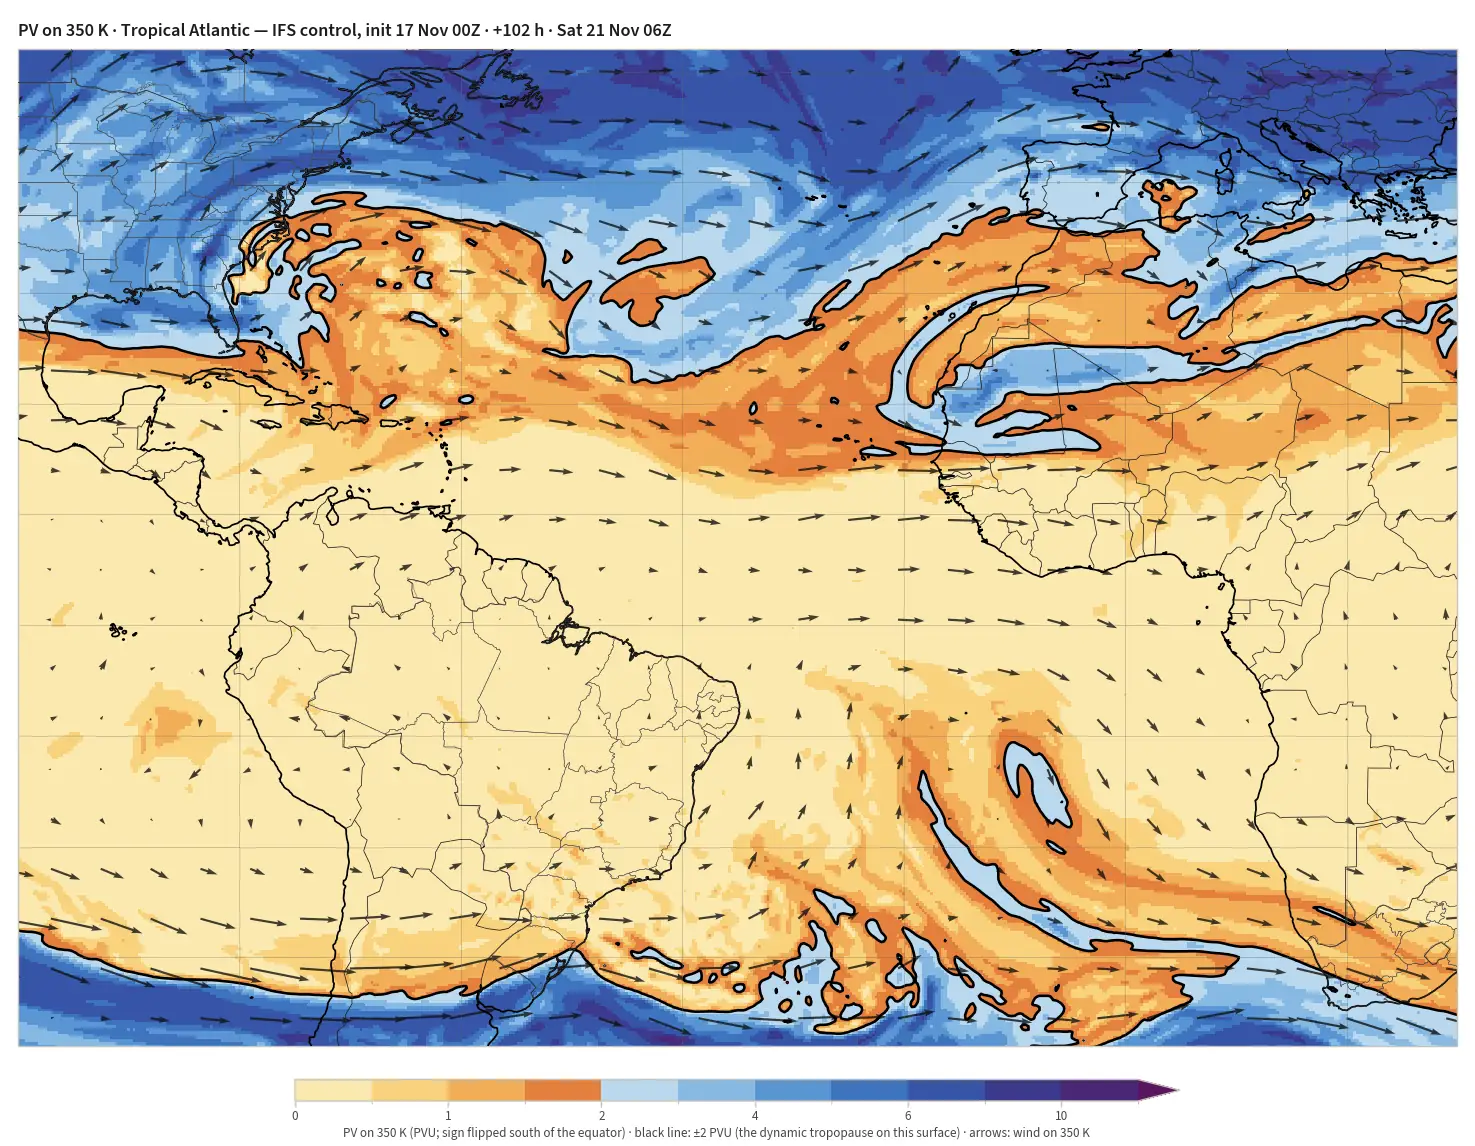 PV on 350 K · Tropical Atlantic — IFS control, init 17 Nov 00Z · +102 h · Sat 21 Nov 06Z
0 1 2 4 6 10
PV on 350 K (PVU; sign flipped south of the equator) · black line: ±2 PVU (the dynamic tropopause on this surface) · arrows: wind on 350 K